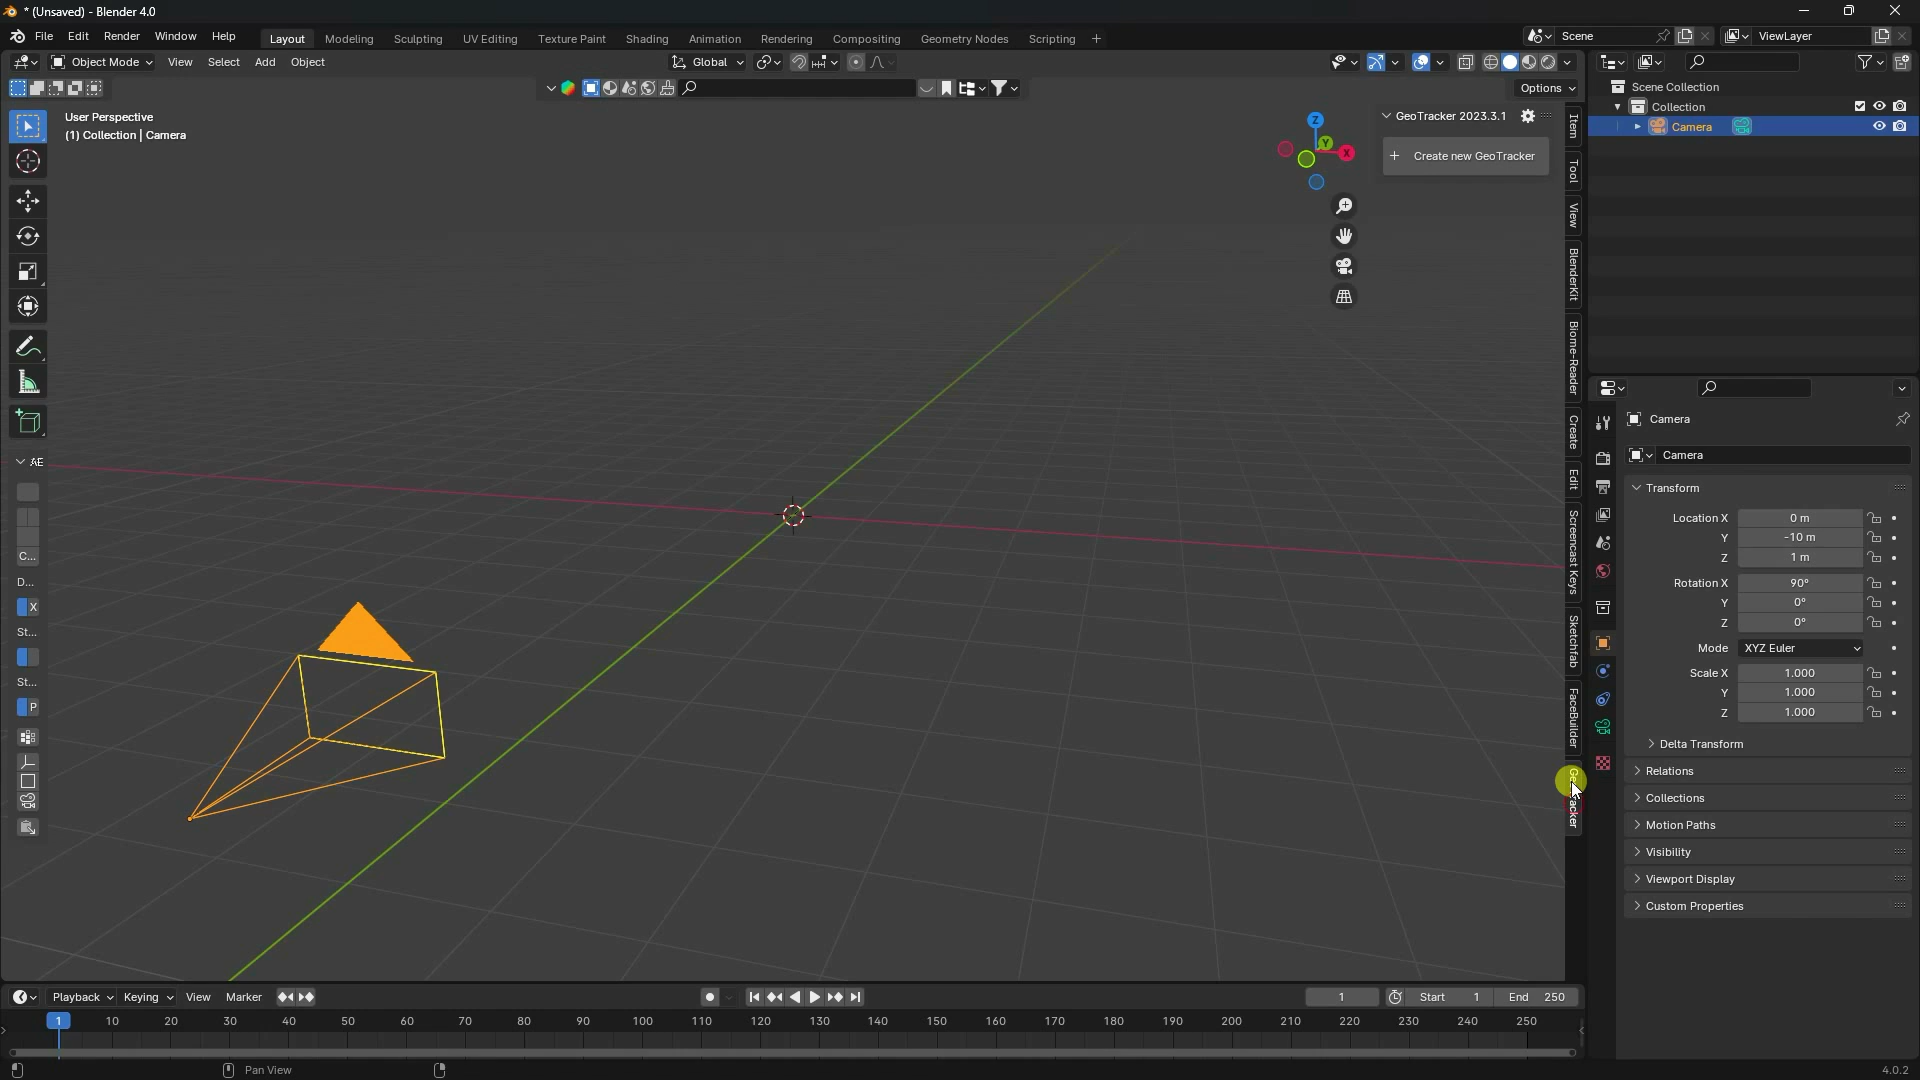 * (Unsaved) - Blender 4.0
File Edit Render Window Help Layout Modeling Sculpting UV Editing Texture Paint Shading Animation Rendering Compositing Geometry Nodes Scripting + Scene ViewLayer
Object Mode View Select Add Object Global
Options
User Perspective
(1) Collection | Camera
Z
Y
X
GeoTracker 2023.3.1
+ Create new GeoTracker
Item
Tool
View
BlenderKit
Biome-Reader
Create
Edit
Screencast Keys
Sketchfab
FaceBuilder
AE
C...
D...
X
St...
St...
P
Scene Collection
Collection
Camera
Camera
Camera
Transform
Location X 0 m
Y -10 m
Z 1 m
Rotation X 90°
Y 0°
Z 0°
Mode XYZ Euler
Scale X 1.000
Y 1.000
Z 1.000
Delta Transform
Relations
Collections
Motion Paths
Visibility
Viewport Display
Custom Properties
Playback Keying View Marker 1 Start 1 End 250
1 10 20 30 40 50 60 70 80 90 100 110 120 130 140 150 160 170 180 190 200 210 220 230 240 250
Pan View
4.0.2